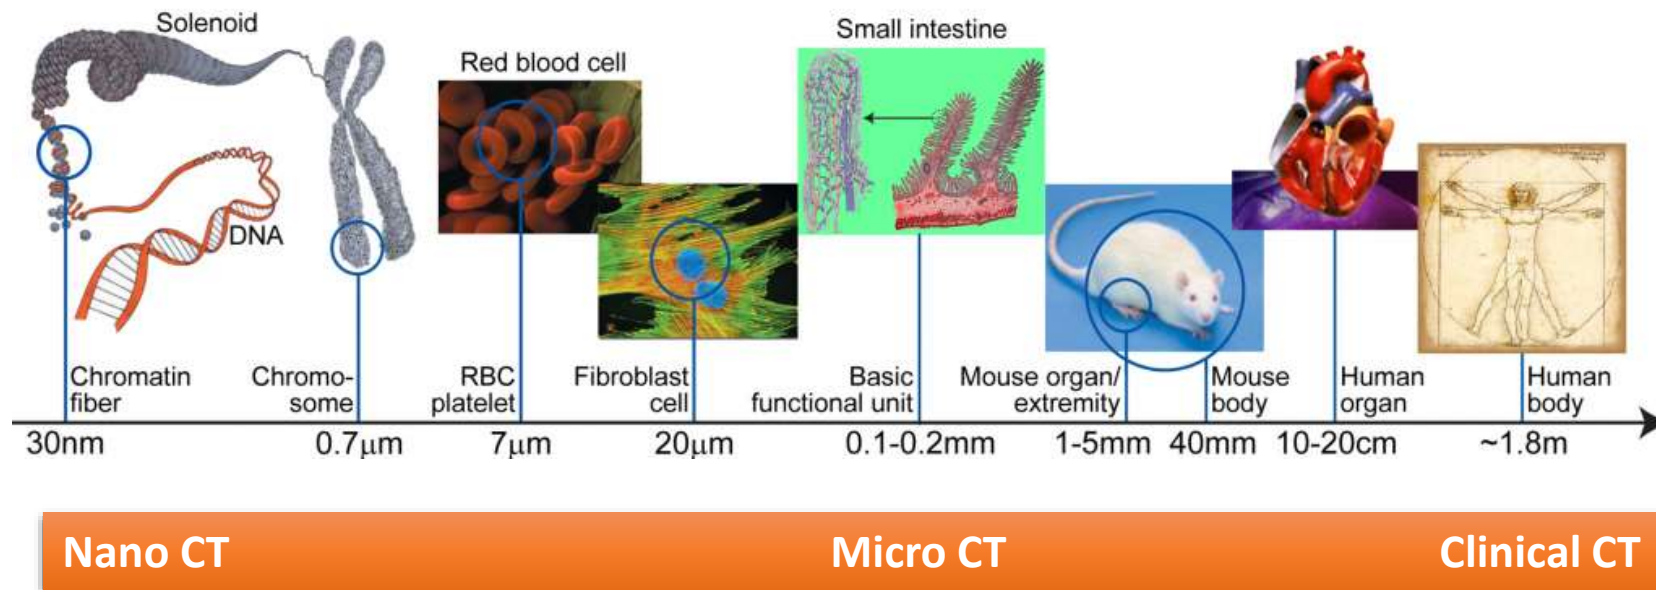 Solenoid
Red blood cell
Small intestine
DNA
Chromatin
fiber
Chromo-
some
RBC
platelet
Fibroblast
cell
Basic
functional unit
Mouse organ/
extremity
Mouse
body
Human
organ
Human
body
30nm
0.7μm
7μm
20μm
0.1-0.2mm
1-5mm
40mm
10-20cm
~1.8m
Nano CT
Micro CT
Clinical CT